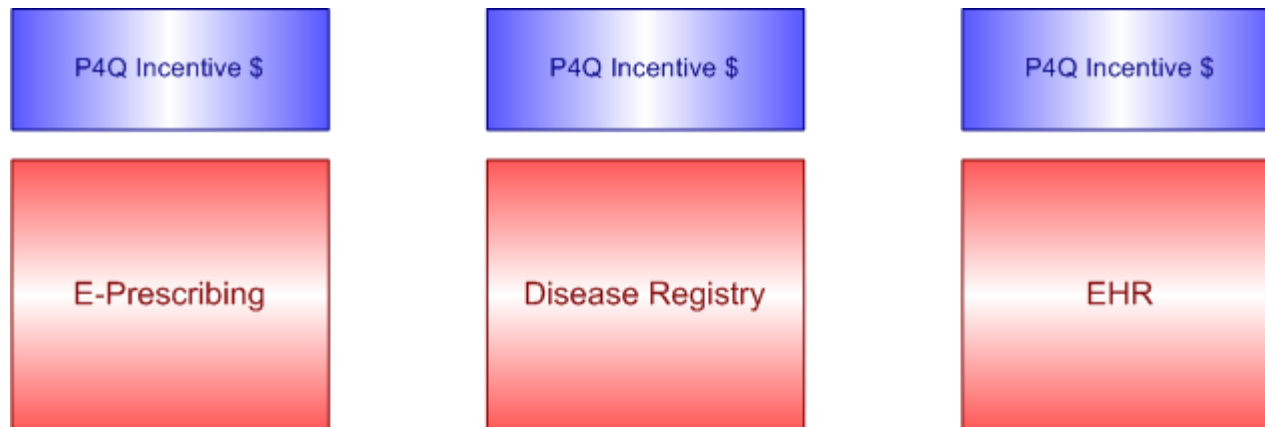 P4Q Incentive $
P4Q Incentive $
P4Q Incentive $
E-Prescribing
Disease Registry
EHR